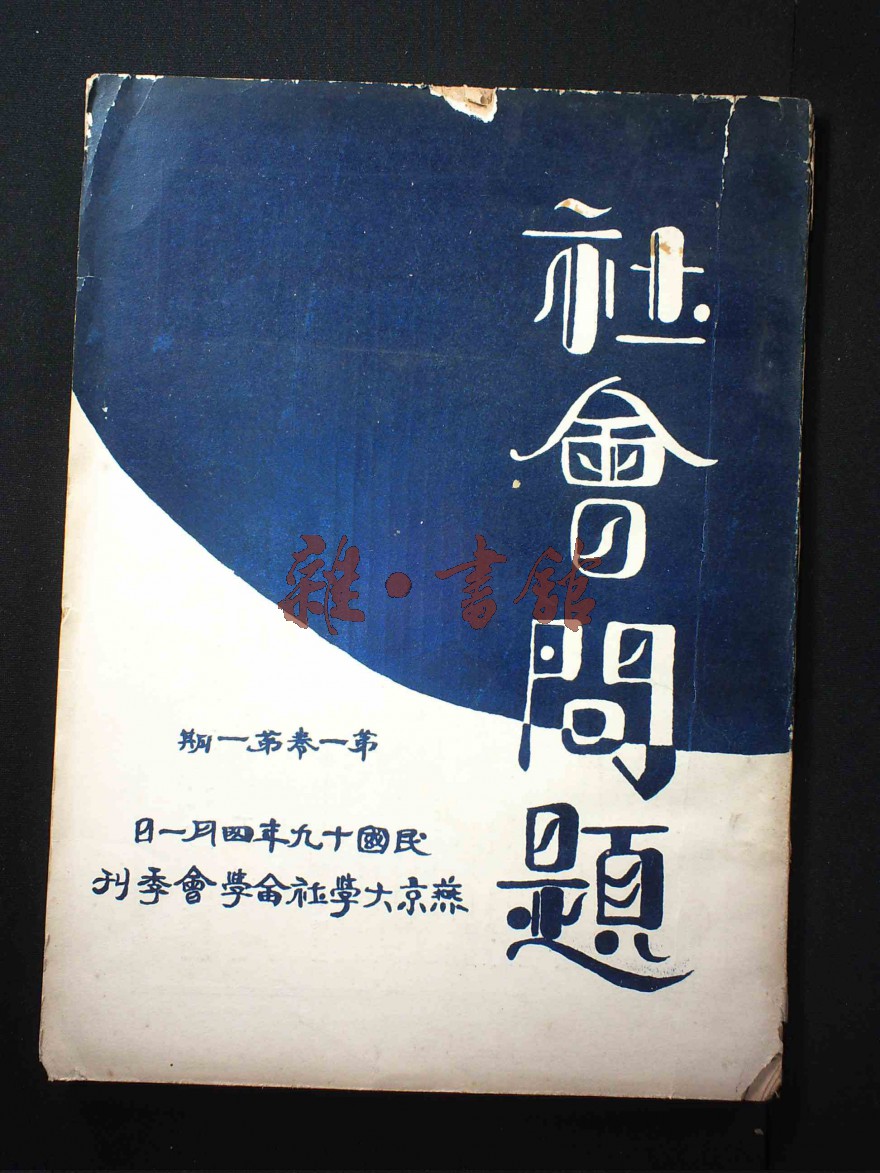 社會問題
第一卷第一期
民國十九年四月一日
燕京大學社會學會季刊
雜·書館